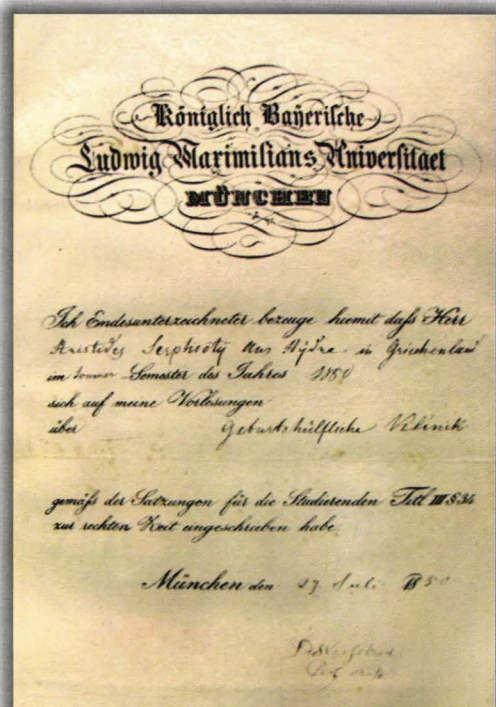 Königlich Bayerische
Ludwig Maximilians Universitaet
MÜNCHEN
Ich Endesunterzeichneter bezeuge hiemit daß Herr
Aristides aus Hydra in Griechenland
im Sommer Semester des Jahres 1850
sich auf meine Vorlesungen
über Geburtshülfliche Klinik
gemäß der Satzungen für die Studierenden Titl III § 34
zur rechten Zeit eingeschrieben habe.
München den 29 Juli 1850